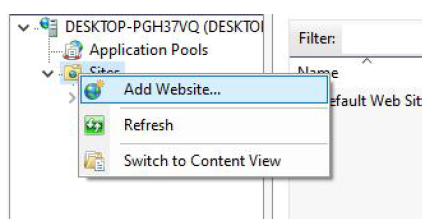 DESKTOP-PGH37VQ (DESKTO
Application Pools
Sites
Filter:
Name
efault Web Sit
Add Website...
Refresh
Switch to Content View